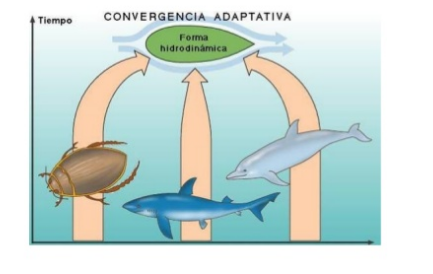 CONVERGENCIA ADAPTATIVA
Tiempo
Forma
hidrodinámica